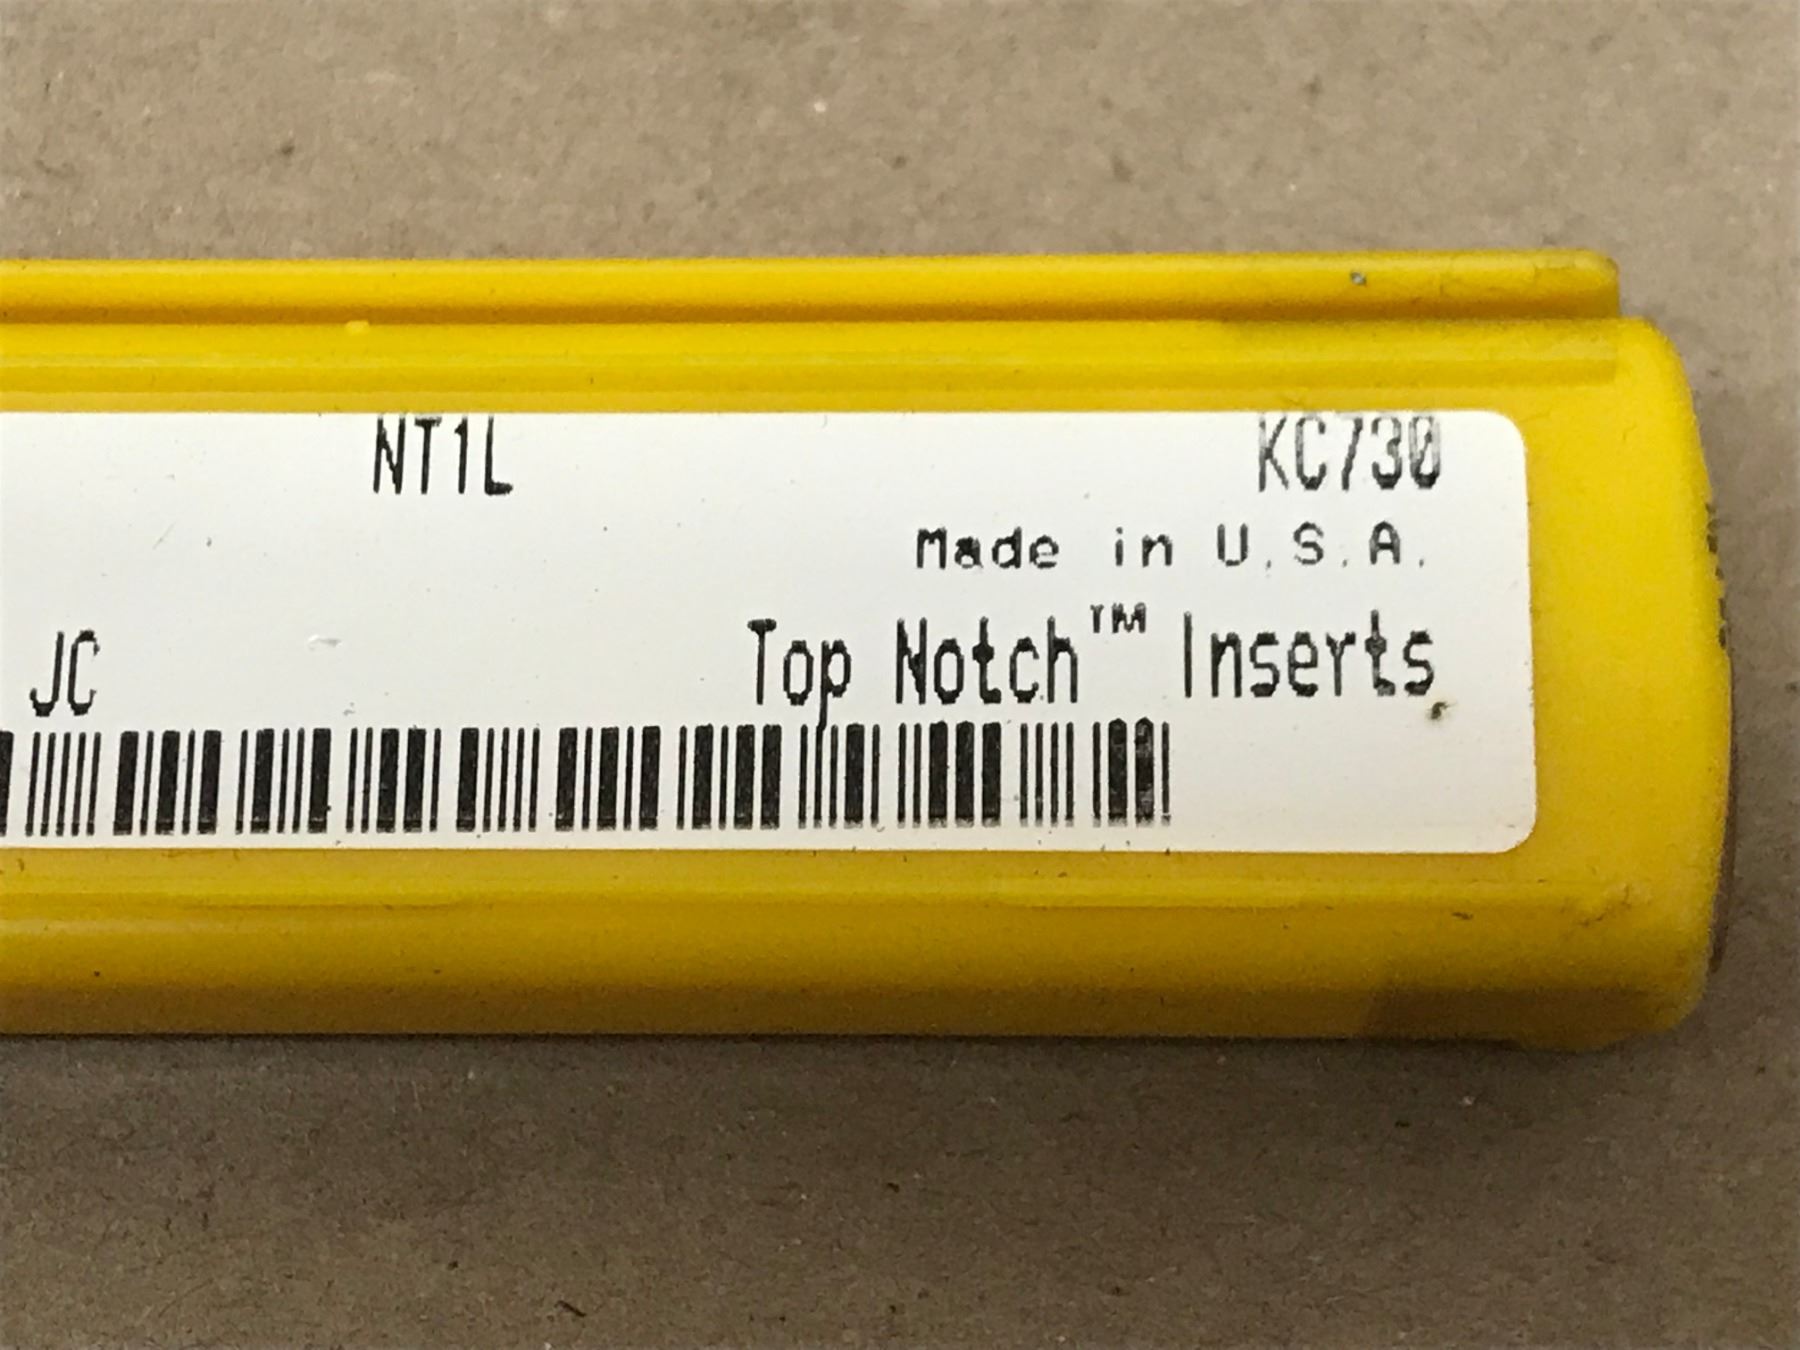 NT1L KC730
Made in U.S.A.
JC Top Notch™ Inserts